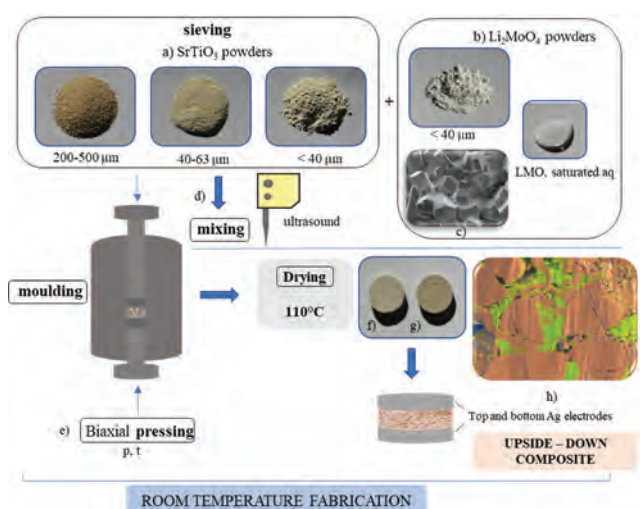 sieving
a) SrTiO₃ powders
200-500 μm
40-63 μm
< 40 μm
+
b) Li₂MoO₄ powders
< 40 μm
LMO, saturated aq
c)
d)
mixing
ultrasound
moulding
Drying
110°C
f)
g)
h)
e) Biaxial pressing
p, t
Top and bottom Ag electrodes
UPSIDE – DOWN
COMPOSITE
ROOM TEMPERATURE FABRICATION